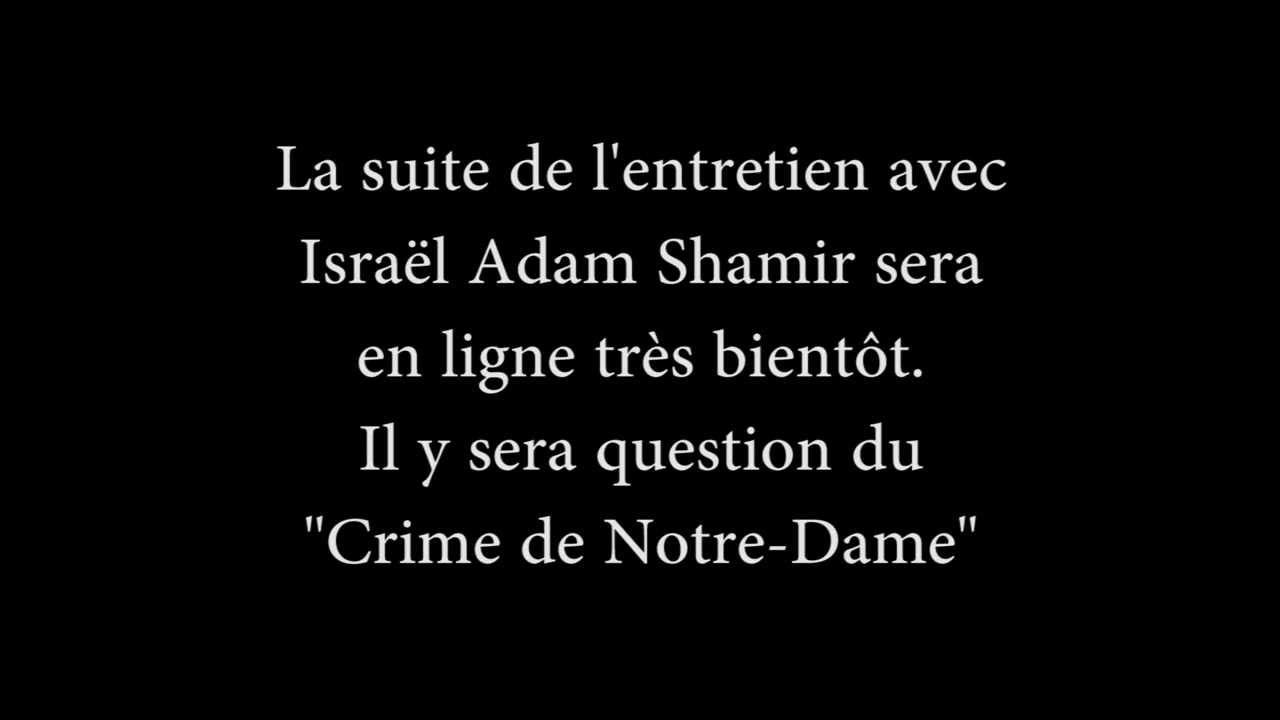 La suite de l'entretien avec
Israël Adam Shamir sera
en ligne très bientôt.
Il y sera question du
"Crime de Notre-Dame"